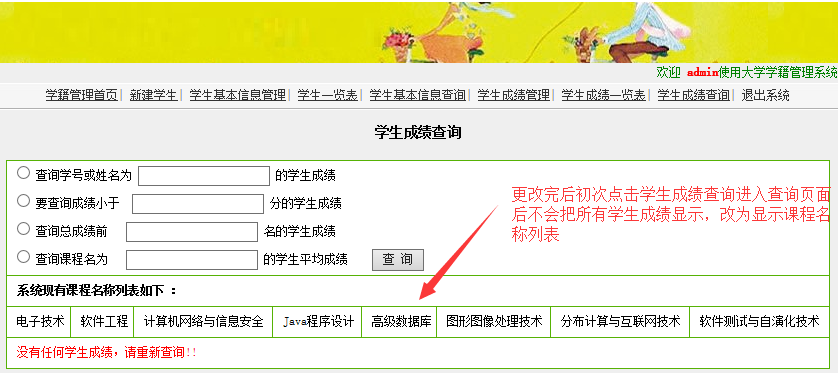 欢迎 admin使用大学学籍管理系统
学籍管理首页| 新建学生| 学生基本信息管理| 学生一览表| 学生基本信息查询| 学生成绩管理| 学生成绩一览表| 学生成绩查询| 退出系统
学生成绩查询
查询学号或姓名为 的学生成绩
要查询成绩小于 分的学生成绩
查询总成绩前 名的学生成绩
查询课程名为 的学生平均成绩 查 询
更改完后初次点击学生成绩查询进入查询页面
后不会把所有学生成绩显示，改为显示课程名
称列表
系统现有课程名称列表如下 ：
电子技术 软件工程 计算机网络与信息安全 Java程序设计 高级数据库 图形图像处理技术 分布计算与互联网技术 软件测试与自演化技术
没有任何学生成绩，请重新查询!!